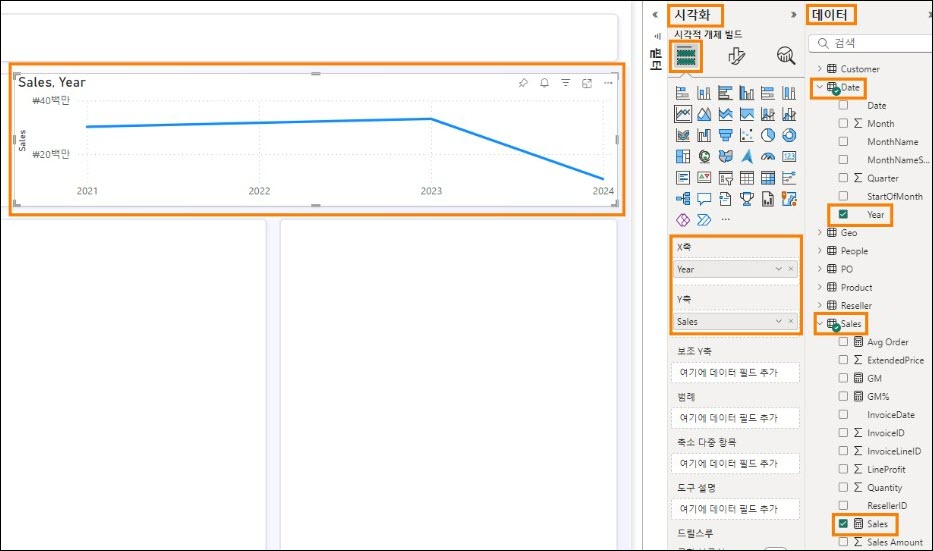 Sales, Year
₩40백만
₩20백만
Sales
2021 2022 2023 2024
필터
시각화
시각적 개체 빌드
123
X축
Year
Y축
Sales
보조 Y축
여기에 데이터 필드 추가
범례
여기에 데이터 필드 추가
축소 다중 항목
여기에 데이터 필드 추가
도구 설명
여기에 데이터 필드 추가
드릴스루
데이터
검색
Customer
Date
Date
Month
MonthName
MonthNameS...
Quarter
StartOfMonth
Year
Geo
People
PO
Product
Reseller
Sales
Avg Order
ExtendedPrice
GM
GM%
InvoiceDate
InvoiceID
InvoiceLineID
LineProfit
Quantity
ResellerID
Sales
Sales Amount